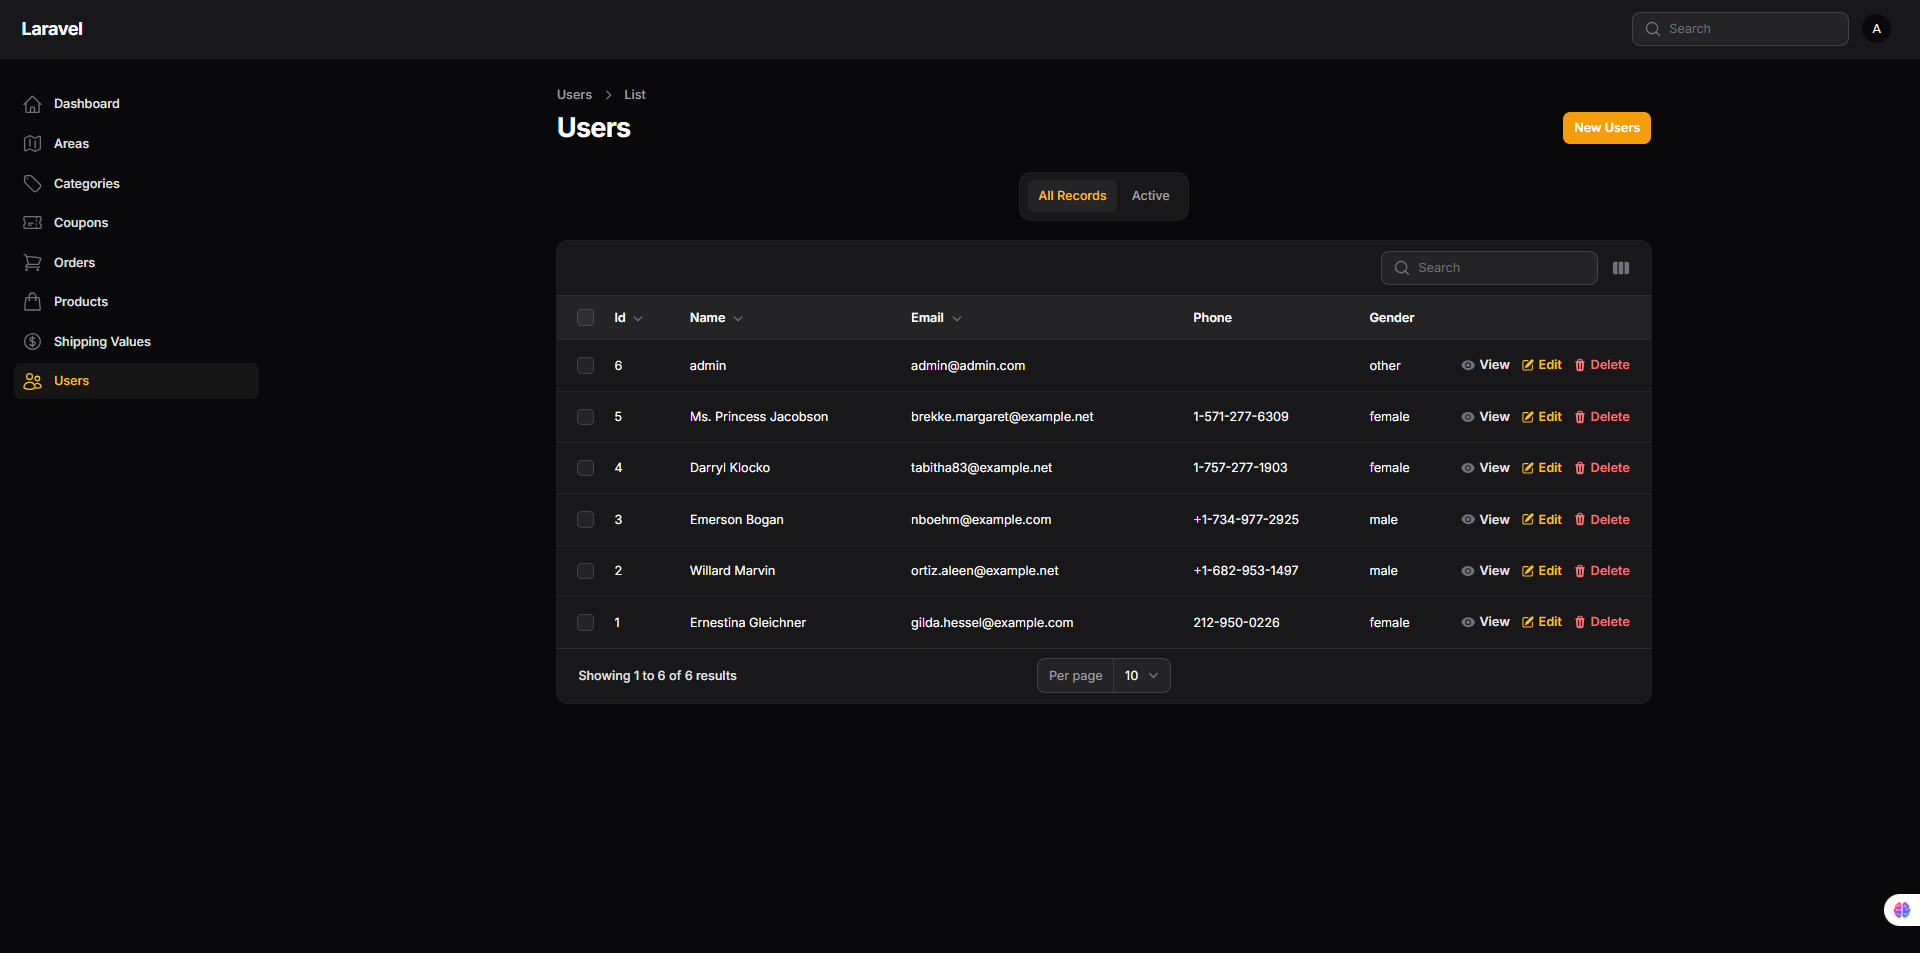 Laravel
Search
A
Dashboard
Areas
Categories
Coupons
Orders
Products
Shipping Values
Users
Users > List
Users
New Users
All Records Active
Search
Id Name Email Phone Gender
6 admin admin@admin.com other View Edit Delete
5 Ms. Princess Jacobson brekke.margaret@example.net 1-571-277-6309 female View Edit Delete
4 Darryl Klocko tabitha83@example.net 1-757-277-1903 female View Edit Delete
3 Emerson Bogan nboehm@example.com +1-734-977-2925 male View Edit Delete
2 Willard Marvin ortiz.aleen@example.net +1-682-953-1497 male View Edit Delete
1 Ernestina Gleichner gilda.hessel@example.com 212-950-0226 female View Edit Delete
Showing 1 to 6 of 6 results
Per page 10